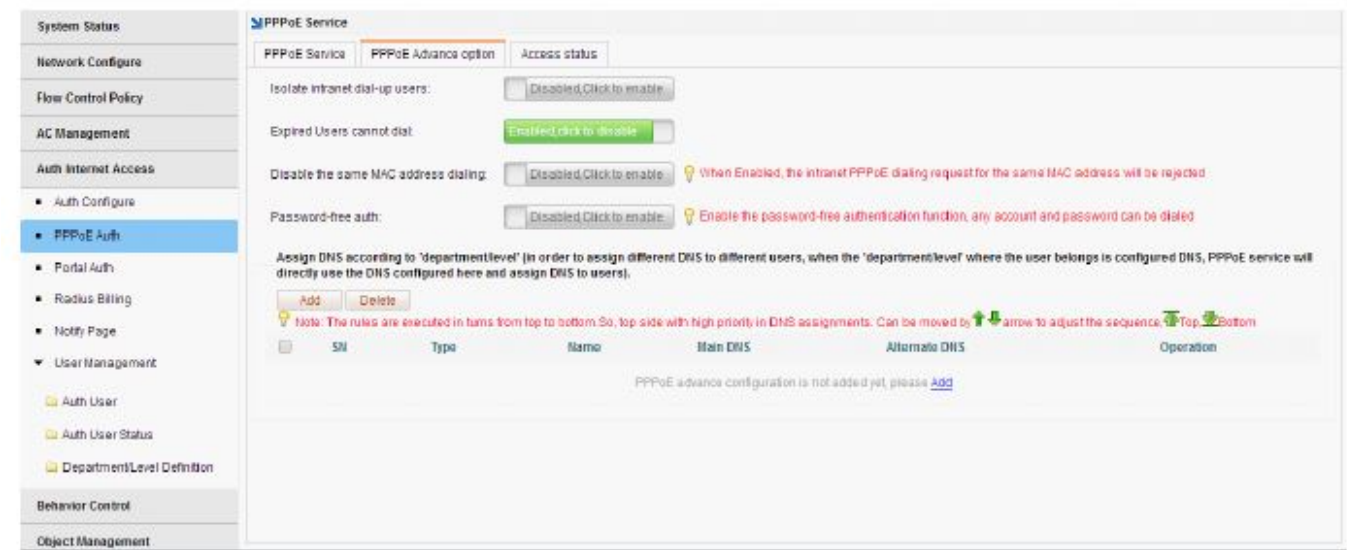 System Status
Network Configure
Flow Control Policy
AC Management
Auth Internet Access
Auth Configure
PPPoE Auth
Portal Auth
Radius Billing
Notify Page
User Management
Auth User
Auth User Status
Department/Level Definition
Behavior Control
Object Management
PPPoE Service
PPPoE Service PPPoE Advance option Access status
Isolate intranet dial-up users: Disabled,Click to enable
Expired Users cannot dial: Enabled,click to disable
Disable the same MAC address dialing: Disabled,Click to enable When Enabled, the intranet PPPoE dialing request for the same MAC address will be rejected
Password-free auth: Disabled,Click to enable Enable the password-free authentication function, any account and password can be dialed
Assign DNS according to 'department/level' (in order to assign different DNS to different users, when the 'department/level' where the user belongs is configured DNS, PPPoE service will
directly use the DNS configured here and assign DNS to users).
Add Delete
Note: The rules are executed in turns from top to bottom.So, top side with high priority in DNS assignments. Can be moved by arrow to adjust the sequence, Top, Bottom
SN Type Name Main DNS Alternate DNS Operation
PPPoE advance configuration is not added yet, please Add